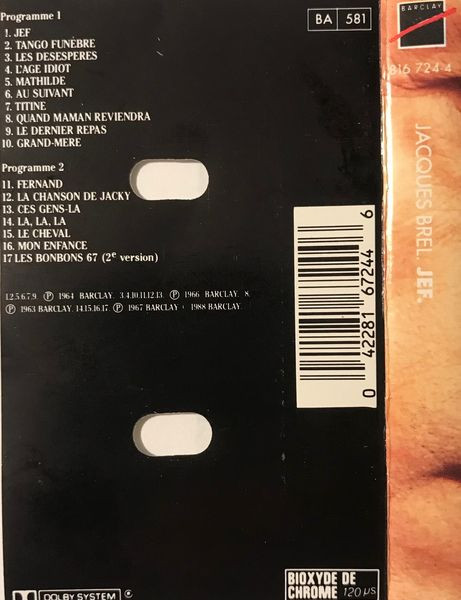 Programme 1
1. JEF
2. TANGO FUNÈBRE
3. LES DESESPERES
4. L'AGE IDIOT
5. MATHILDE
6. AU SUIVANT
7. TITINE
8. QUAND MAMAN REVIENDRA
9. LE DERNIER REPAS
10. GRAND-MERE
Programme 2
11. FERNAND
12. LA CHANSON DE JACKY
13. CES GENS-LA
14. LA, LA, LA
15. LE CHEVAL
16. MON ENFANCE
17 LES BONBONS 67 (2e version)
1.2.5.6.7.9. Ⓟ 1964 BARCLAY. 3.4.10.11.12.13. Ⓟ 1966 BARCLAY. 8.
Ⓟ 1963 BARCLAY. 14.15.16.17. Ⓟ 1967 BARCLAY 1988 BARCLAY.
BA 581
BARCLAY
816 724-4
JACQUES BREL. JEF.
0 42281 67244 6
DOLBY SYSTEM
BIOXYDE DE
CHROME 120 µS